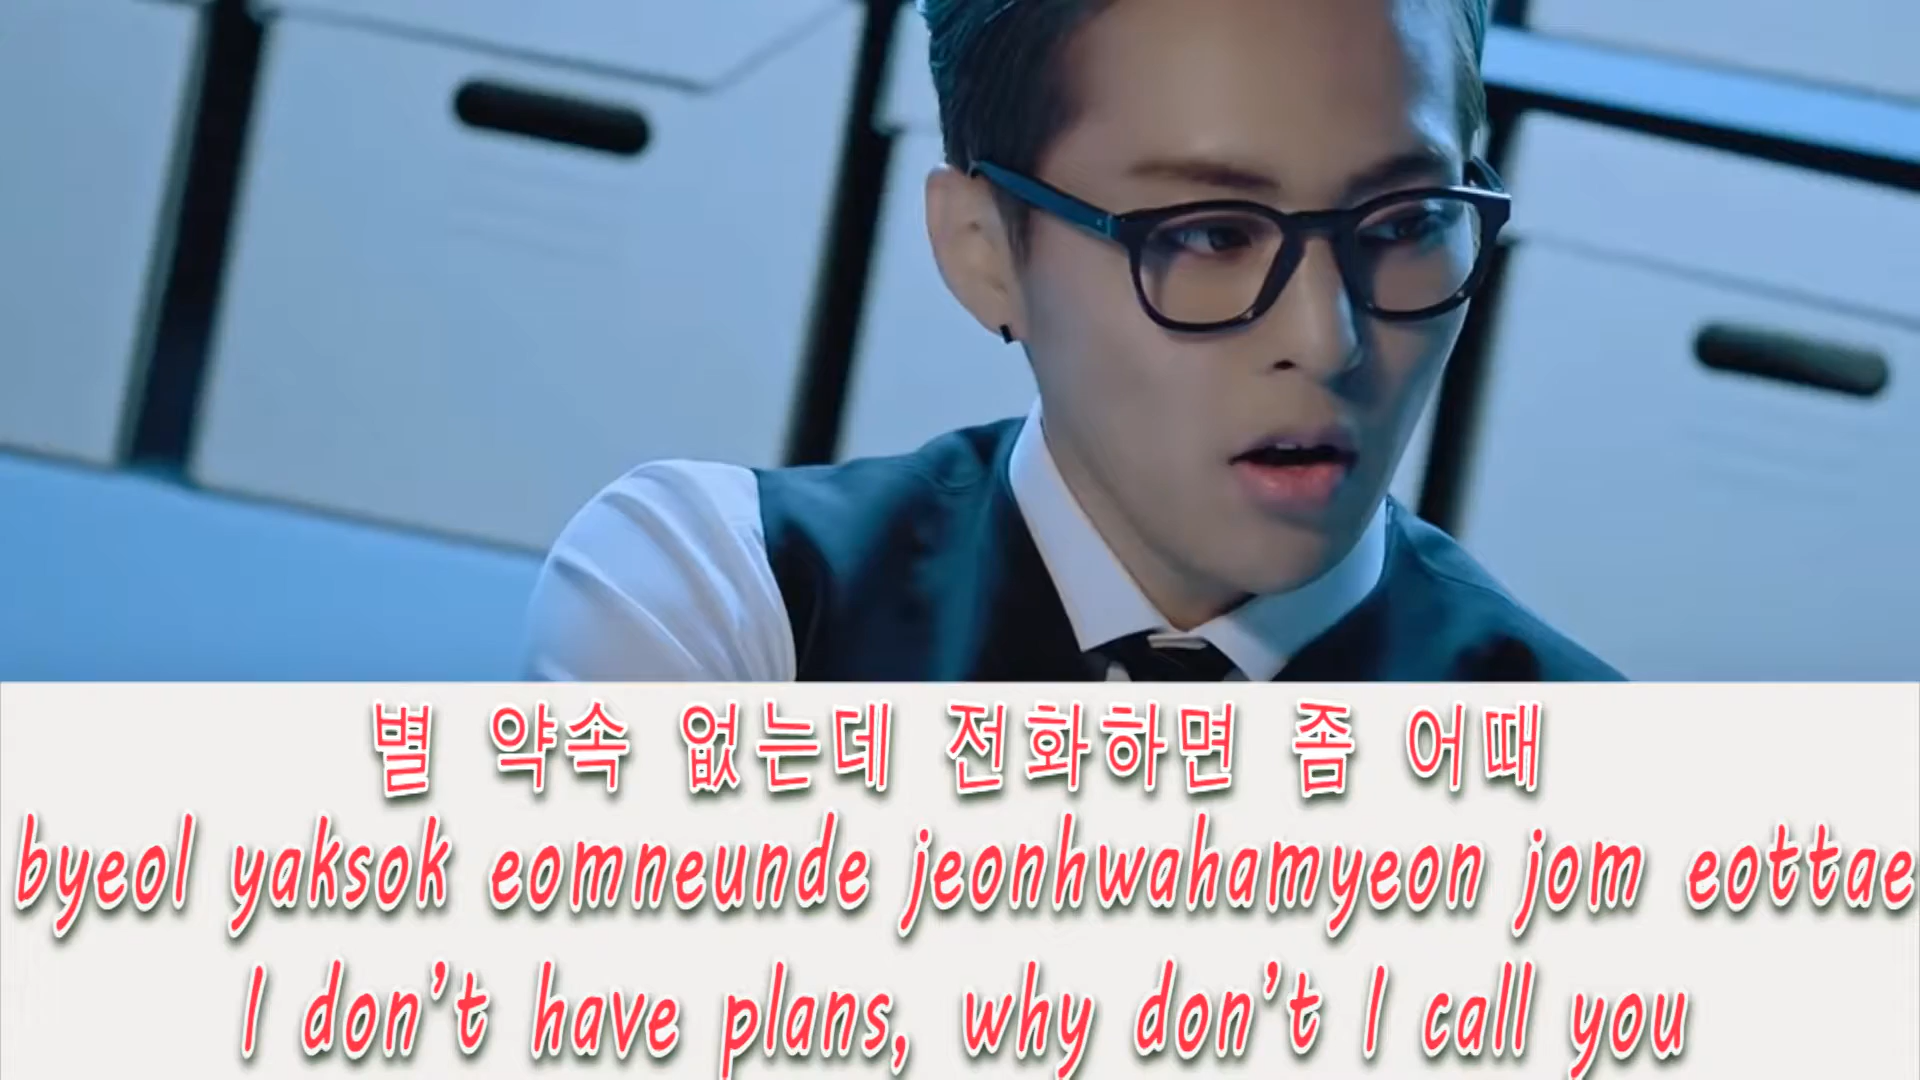 별 약속 없는데 전화하면 좀 어때
byeol yaksok eomneunde jeonhwahamyeon jom eottae
I don't have plans, why don't I call you